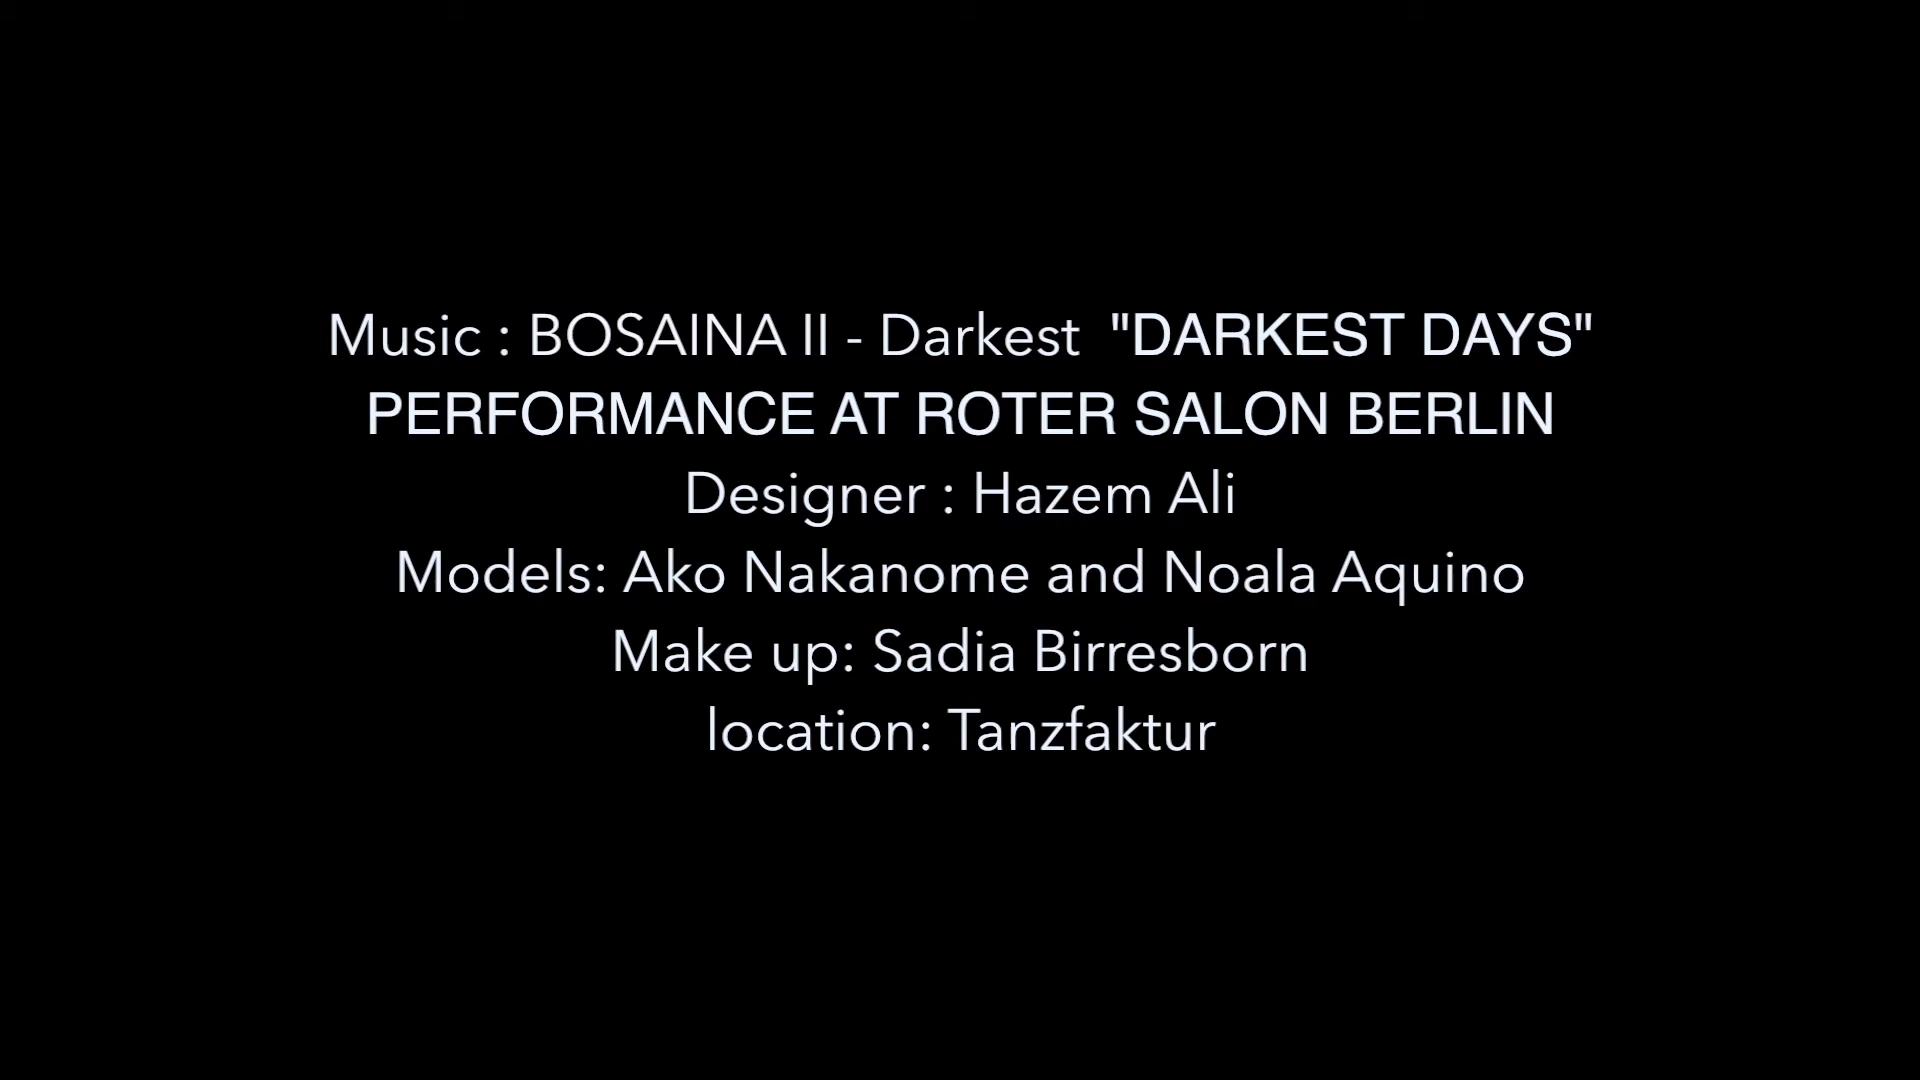 Music : BOSAINA II - Darkest "DARKEST DAYS"
PERFORMANCE AT ROTER SALON BERLIN
Designer : Hazem Ali
Models: Ako Nakanome and Noala Aquino
Make up: Sadia Birresborn
location: Tanzfaktur